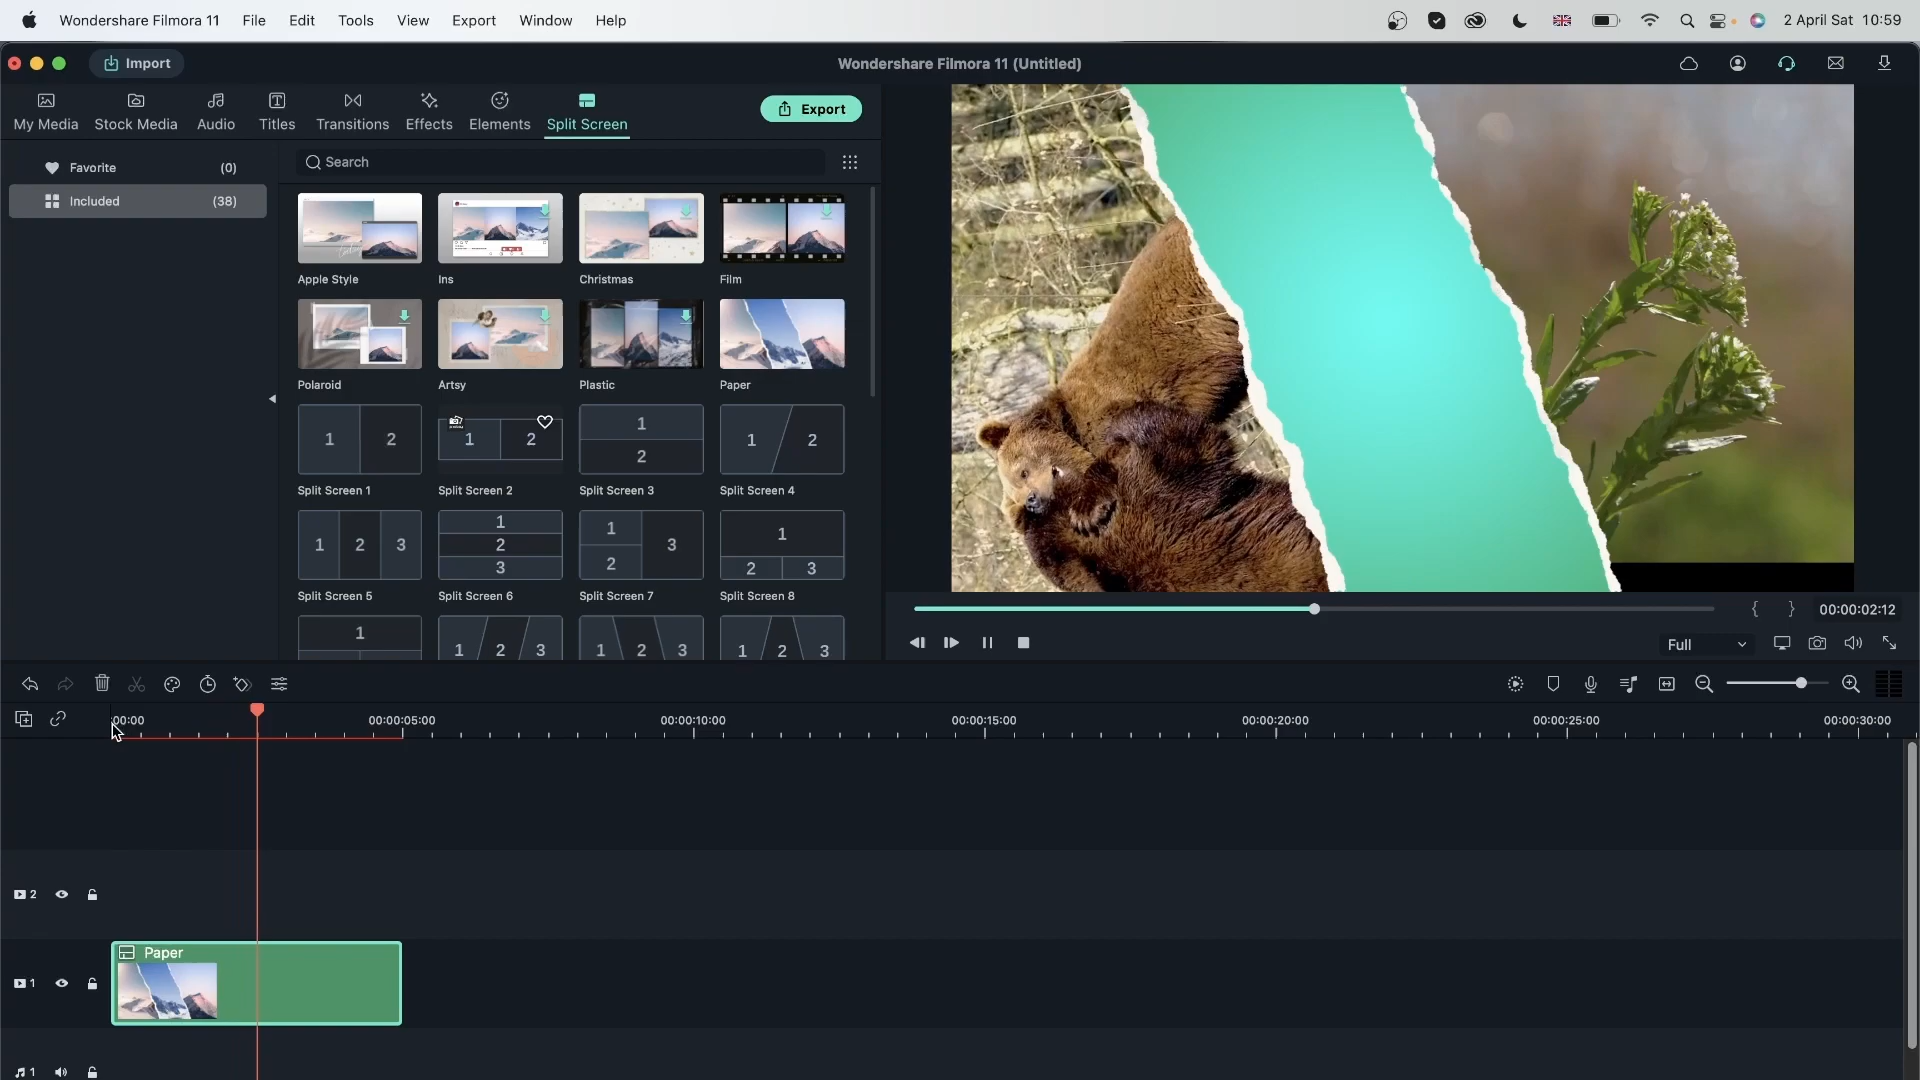 Wondershare Filmora 11 File Edit Tools View Export Window Help 2 April Sat 10:59
Import Wondershare Filmora 11 (Untitled)
My Media Stock Media Audio Titles Transitions Effects Elements Split Screen Export
Favorite (0) Search
Included (38)
Apple Style Ins Christmas Film
Polaroid Artsy Plastic Paper
1 2 1 2 1 2 1 2
Split Screen 1 Split Screen 2 Split Screen 3 Split Screen 4
1 2 3 1 2 3 1 2 3 1 2 3
Split Screen 5 Split Screen 6 Split Screen 7 Split Screen 8
1 1 2 3 1 2 3 1 2 3
{ } 00:00:02:12
Full
:00:00 00:00:05:00 00:00:10:00 00:00:15:00 00:00:20:00 00:00:25:00 00:00:30:00
2
Paper
1
1